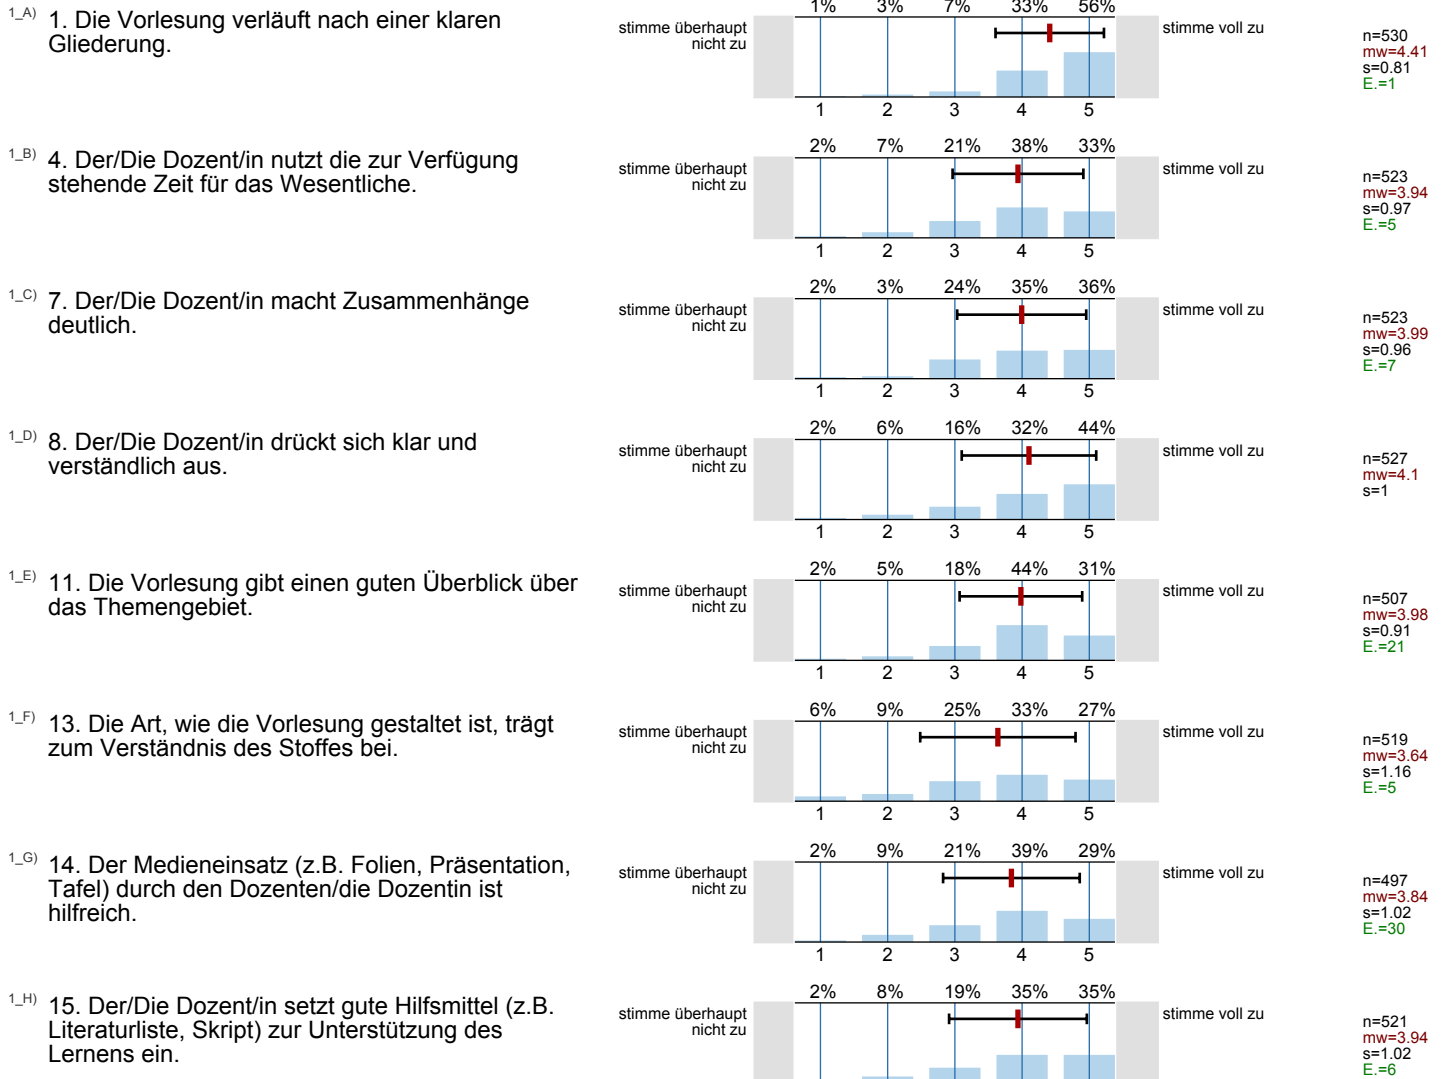 1_A) 1. Die Vorlesung verläuft nach einer klaren
Gliederung.
stimme überhaupt
nicht zu
1% 3% 7% 33% 56%
1 2 3 4 5
stimme voll zu
n=530
mw=4.41
s=0.81
E.=1
1_B) 4. Der/Die Dozent/in nutzt die zur Verfügung
stehende Zeit für das Wesentliche.
stimme überhaupt
nicht zu
2% 7% 21% 38% 33%
1 2 3 4 5
stimme voll zu
n=523
mw=3.94
s=0.97
E.=5
1_C) 7. Der/Die Dozent/in macht Zusammenhänge
deutlich.
stimme überhaupt
nicht zu
2% 3% 24% 35% 36%
1 2 3 4 5
stimme voll zu
n=523
mw=3.99
s=0.96
E.=7
1_D) 8. Der/Die Dozent/in drückt sich klar und
verständlich aus.
stimme überhaupt
nicht zu
2% 6% 16% 32% 44%
1 2 3 4 5
stimme voll zu
n=527
mw=4.1
s=1
1_E) 11. Die Vorlesung gibt einen guten Überblick über
das Themengebiet.
stimme überhaupt
nicht zu
2% 5% 18% 44% 31%
1 2 3 4 5
stimme voll zu
n=507
mw=3.98
s=0.91
E.=21
1_F) 13. Die Art, wie die Vorlesung gestaltet ist, trägt
zum Verständnis des Stoffes bei.
stimme überhaupt
nicht zu
6% 9% 25% 33% 27%
1 2 3 4 5
stimme voll zu
n=519
mw=3.64
s=1.16
E.=5
1_G) 14. Der Medieneinsatz (z.B. Folien, Präsentation,
Tafel) durch den Dozenten/die Dozentin ist
hilfreich.
stimme überhaupt
nicht zu
2% 9% 21% 39% 29%
1 2 3 4 5
stimme voll zu
n=497
mw=3.84
s=1.02
E.=30
1_H) 15. Der/Die Dozent/in setzt gute Hilfsmittel (z.B.
Literaturliste, Skript) zur Unterstützung des
Lernens ein.
stimme überhaupt
nicht zu
2% 8% 19% 35% 35%
stimme voll zu
n=521
mw=3.94
s=1.02
E.=6